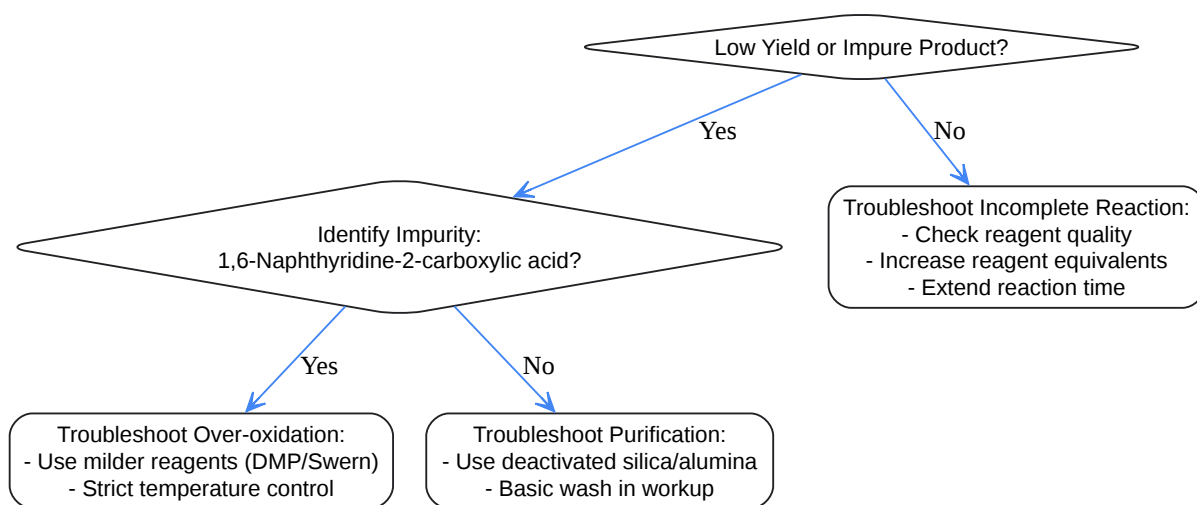 Low Yield or Impure Product?
Yes
No
Identify Impurity:
1,6-Naphthyridine-2-carboxylic acid?
Troubleshoot Incomplete Reaction:
- Check reagent quality
- Increase reagent equivalents
- Extend reaction time
Yes
No
Troubleshoot Over-oxidation:
- Use milder reagents (DMP/Swern)
- Strict temperature control
Troubleshoot Purification:
- Use deactivated silica/alumina
- Basic wash in workup